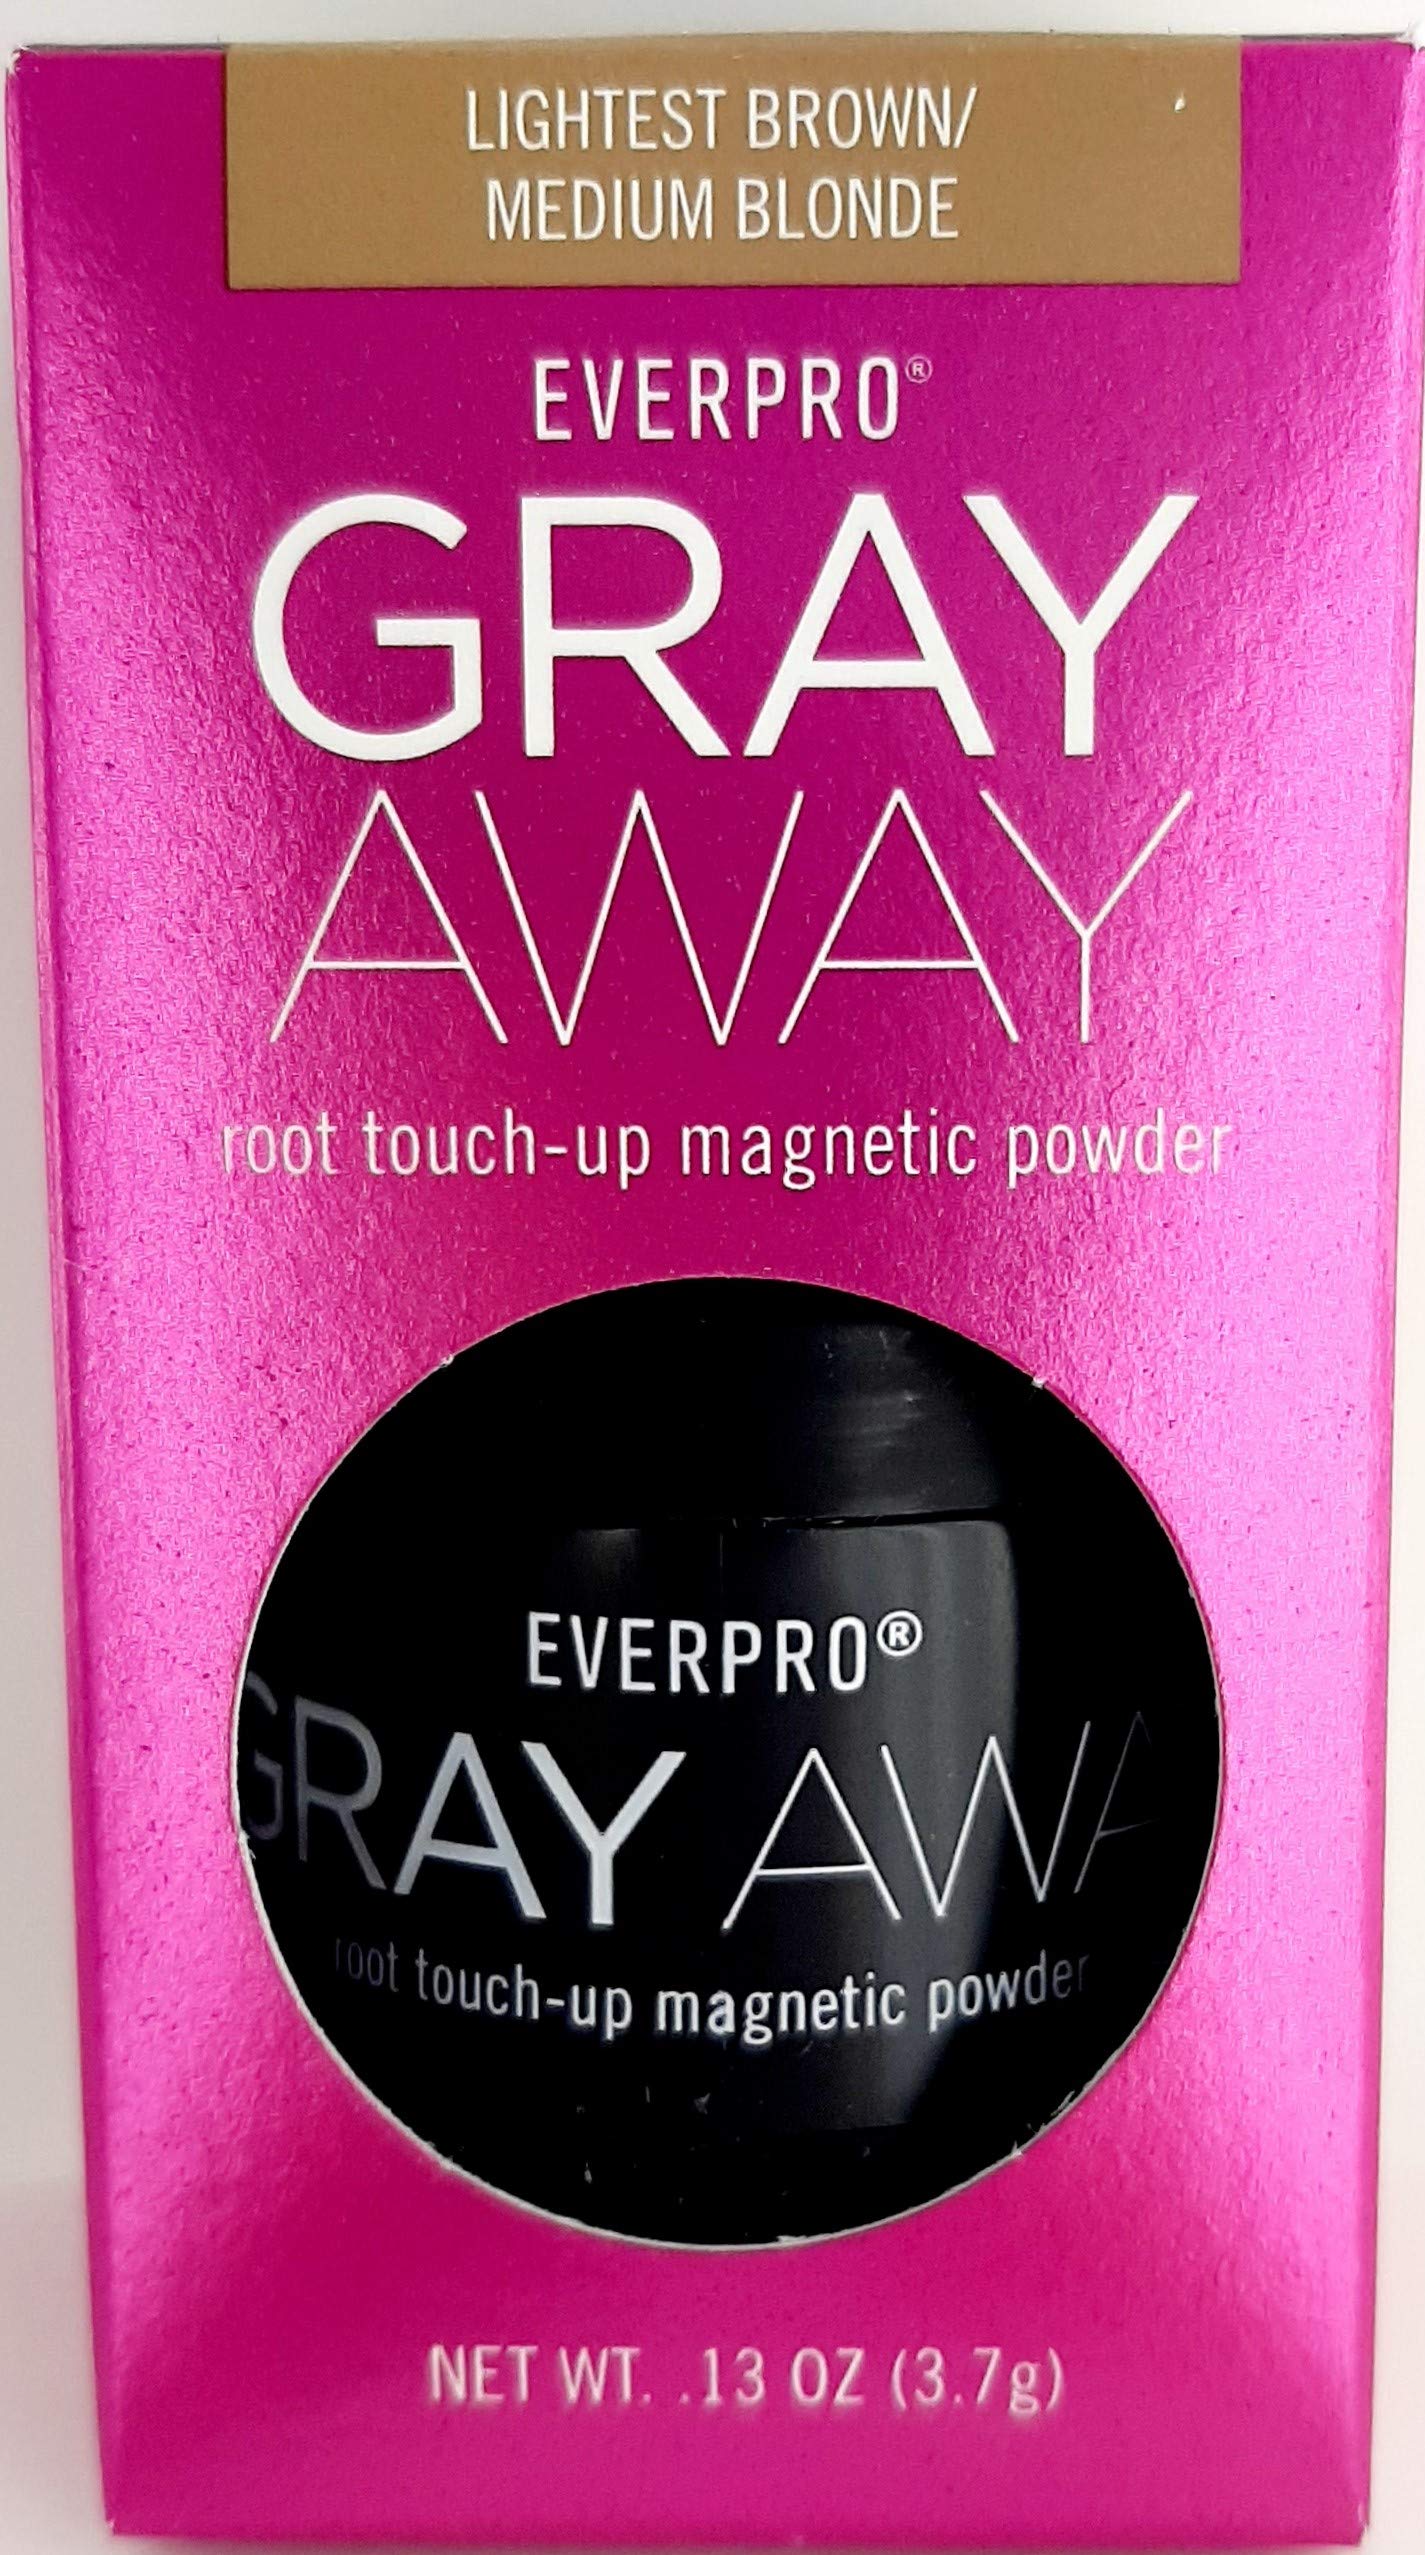 LIGHTEST BROWN/
MEDIUM BLONDE
EVERPRO®
GRAY
AWAY
root touch-up magnetic powder
EVERPRO®
GRAY AWA
root touch-up magnetic powder
NET WT. .13 OZ (3.7g)